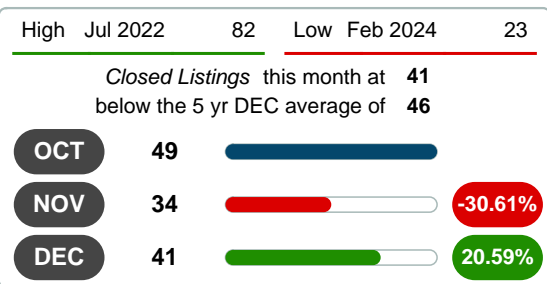 High Jul 2022 82 Low Feb 2024 23
Closed Listings this month at 41
below the 5 yr DEC average of 46
OCT 49
NOV 34 -30.61%
DEC 41 20.59%